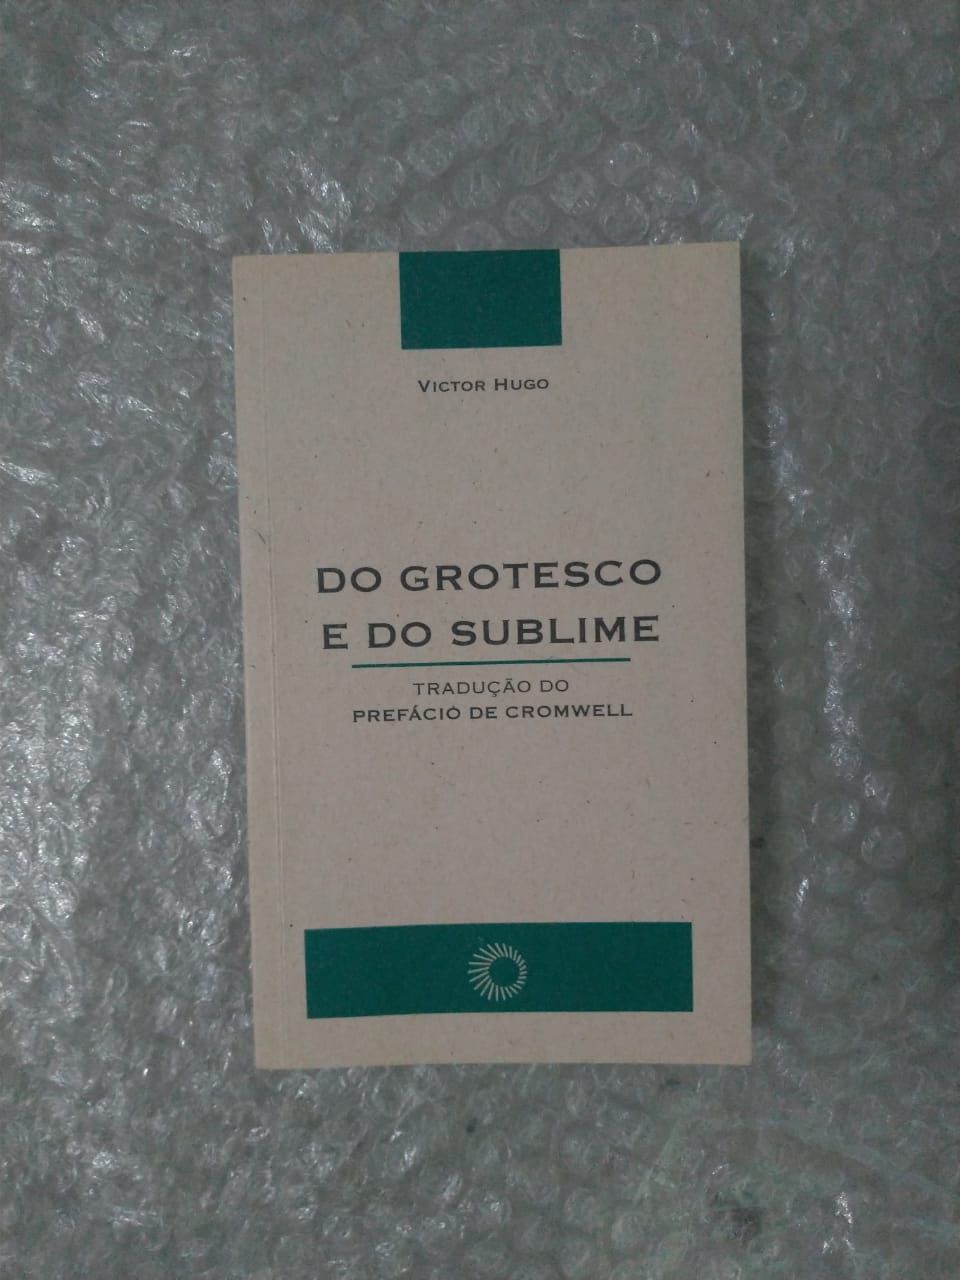 VICTOR HUGO
DO GROTESCO
E DO SUBLIME
TRADUÇÃO DO
PREFÁCIO DE CROMWELL